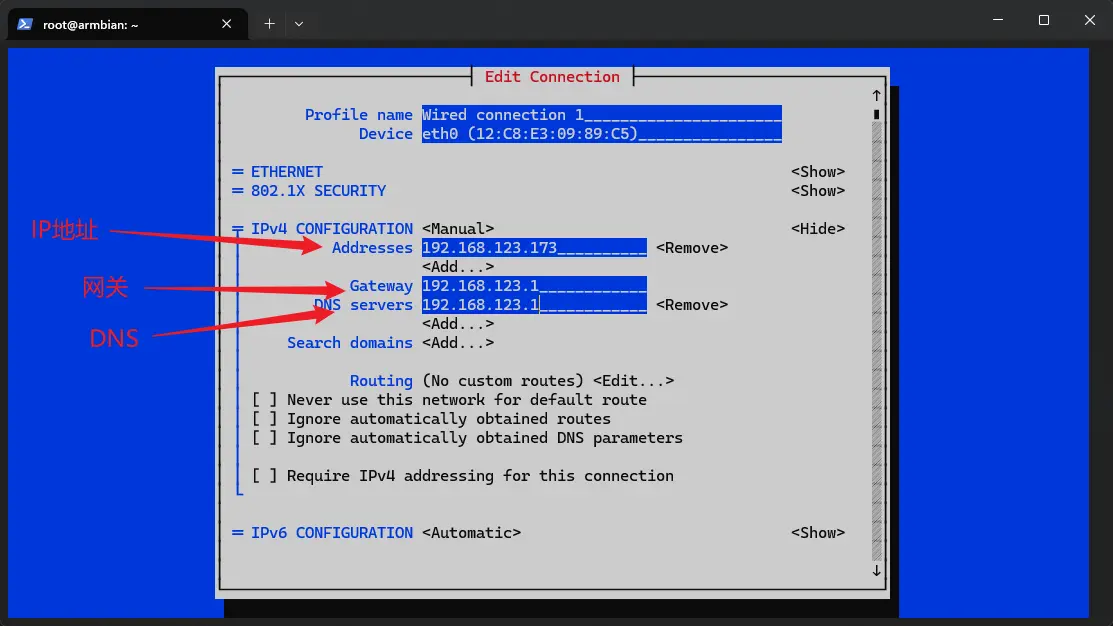 root@armbian: ~
Edit Connection
Profile name Wired connection 1
Device eth0 (12:C8:E3:09:89:C5)
= ETHERNET <Show>
= 802.1X SECURITY <Show>
IP地址
= IPv4 CONFIGURATION <Manual> <Hide>
Addresses 192.168.123.173 <Remove>
<Add...>
网关
Gateway 192.168.123.1
DNS servers 192.168.123.1 <Remove>
<Add...>
DNS
Search domains <Add...>
Routing (No custom routes) <Edit...>
[ ] Never use this network for default route
[ ] Ignore automatically obtained routes
[ ] Ignore automatically obtained DNS parameters
[ ] Require IPv4 addressing for this connection
= IPv6 CONFIGURATION <Automatic> <Show>